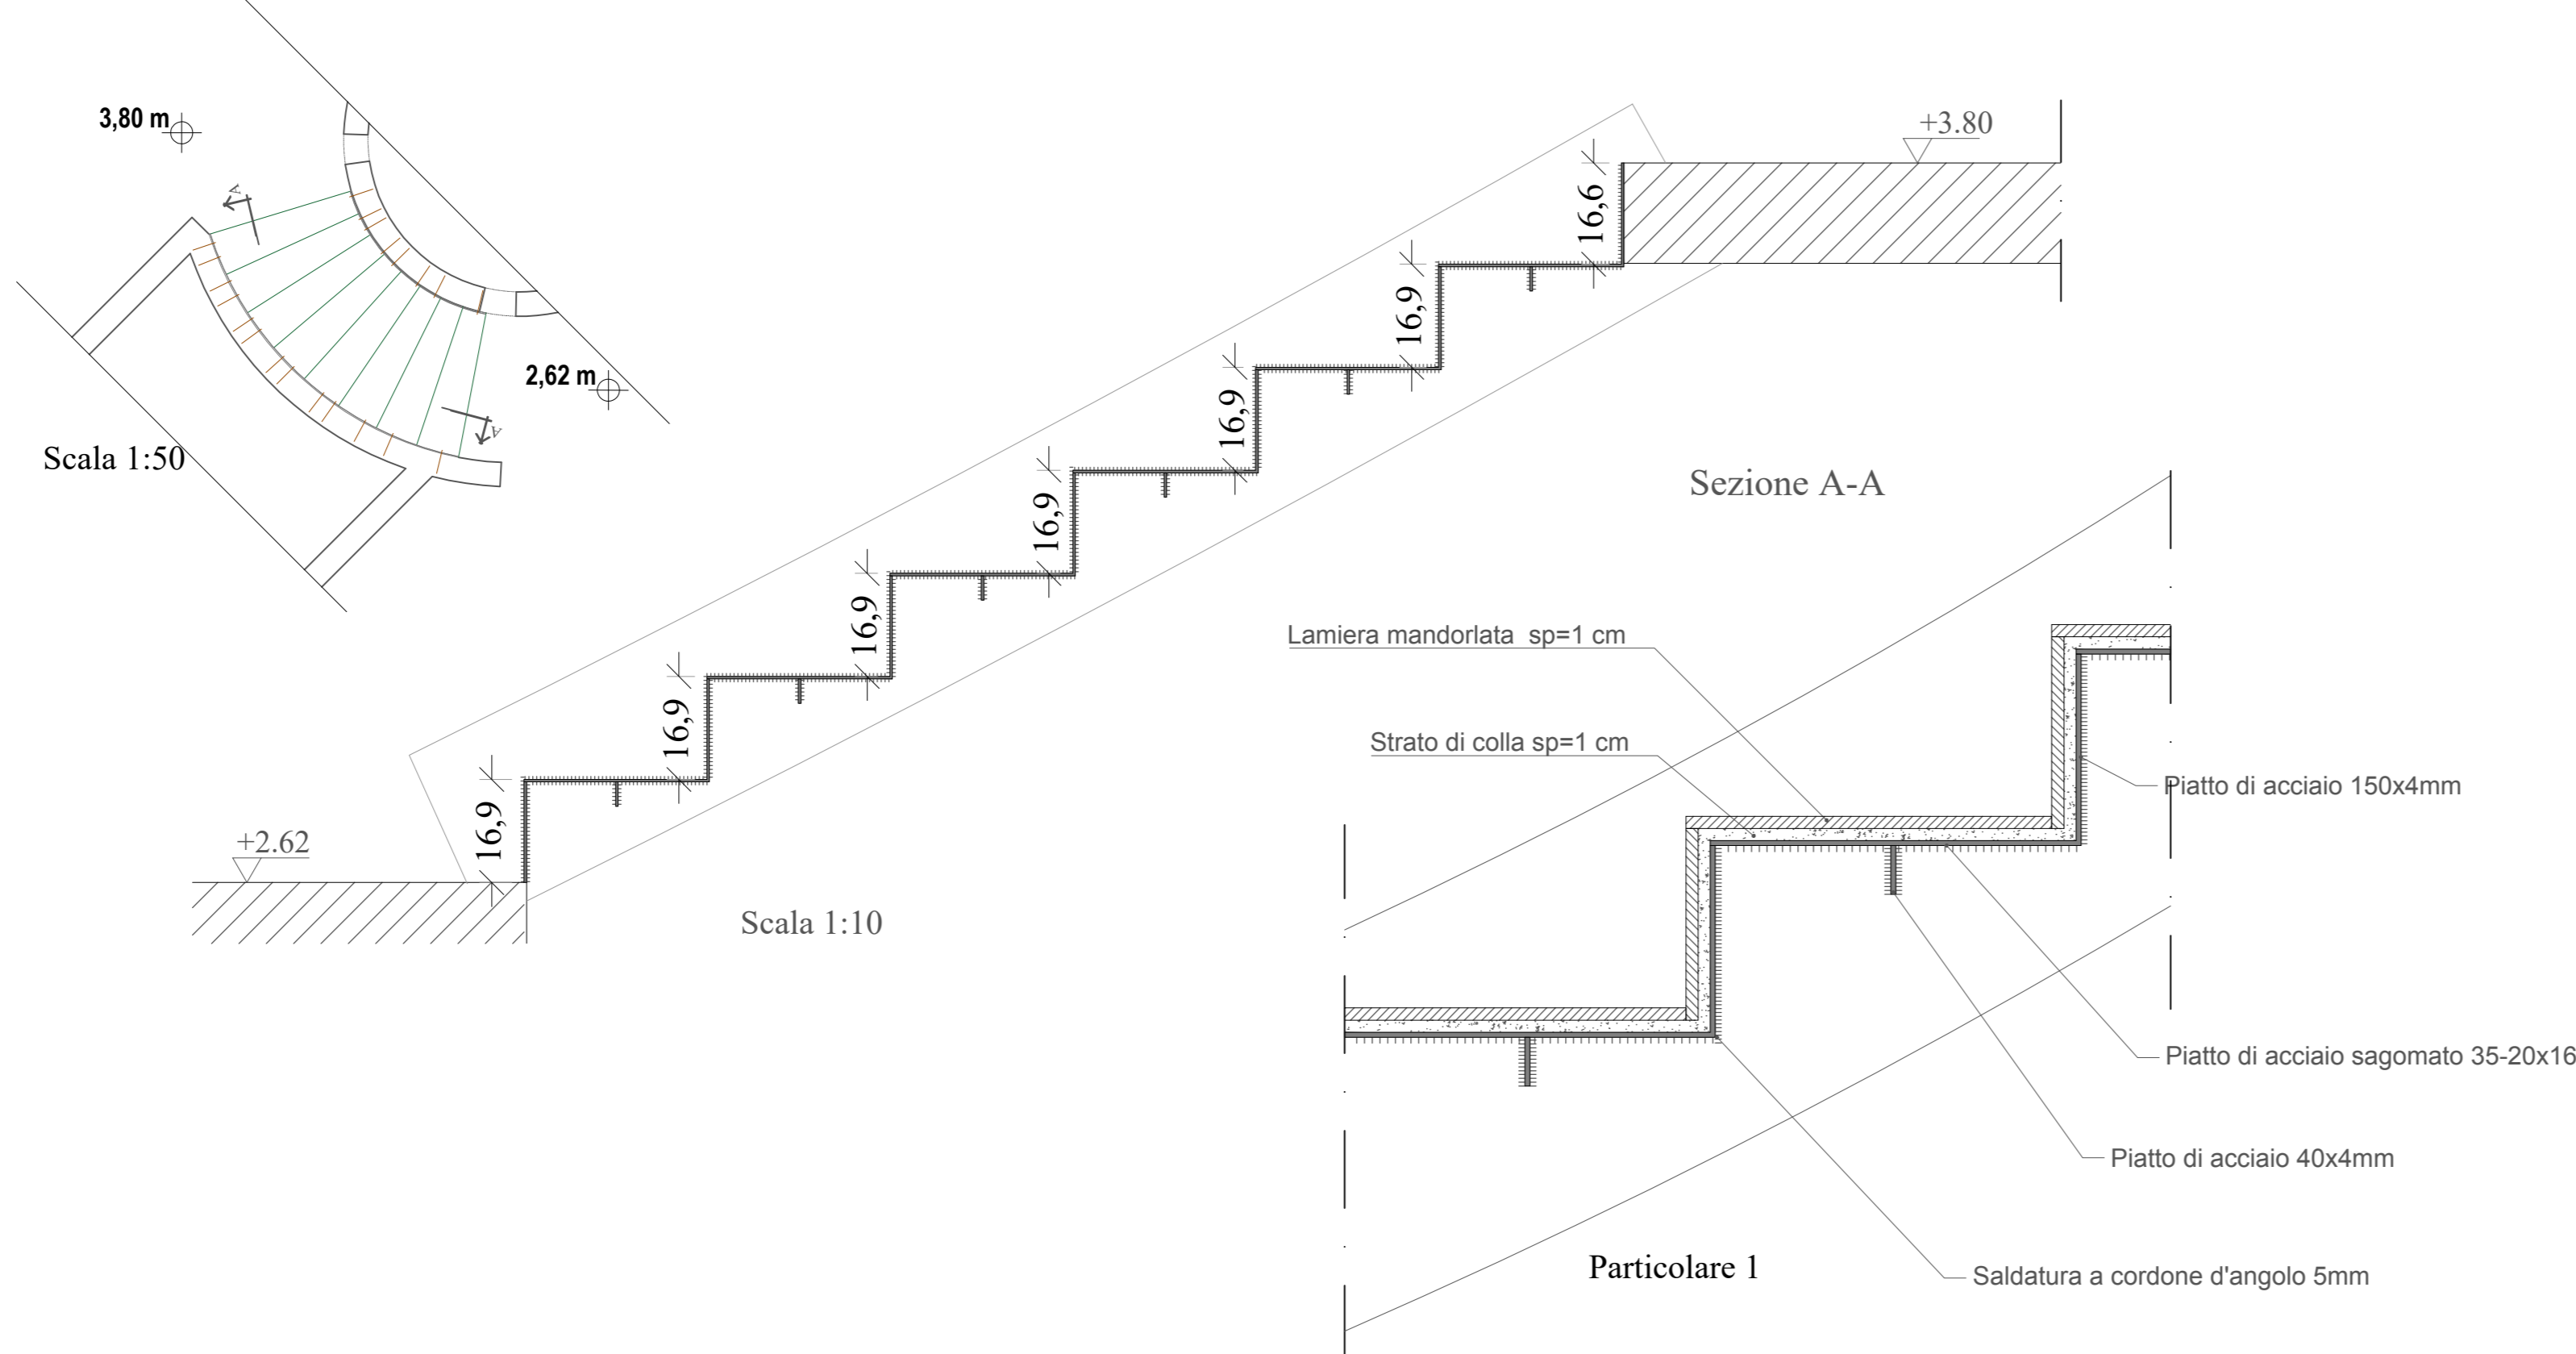 3,80 m
A
2,62 m
A
Scala 1:50
+3.80
16,6
16,9
16,9
16,9
16,9
16,9
16,9
+2.62
Scala 1:10
Sezione A-A
Lamiera mandorlata sp=1 cm
Strato di colla sp=1 cm
Piatto di acciaio 150x4mm
Piatto di acciaio sagomato 35-20x16
Piatto di acciaio 40x4mm
Saldatura a cordone d'angolo 5mm
Particolare 1